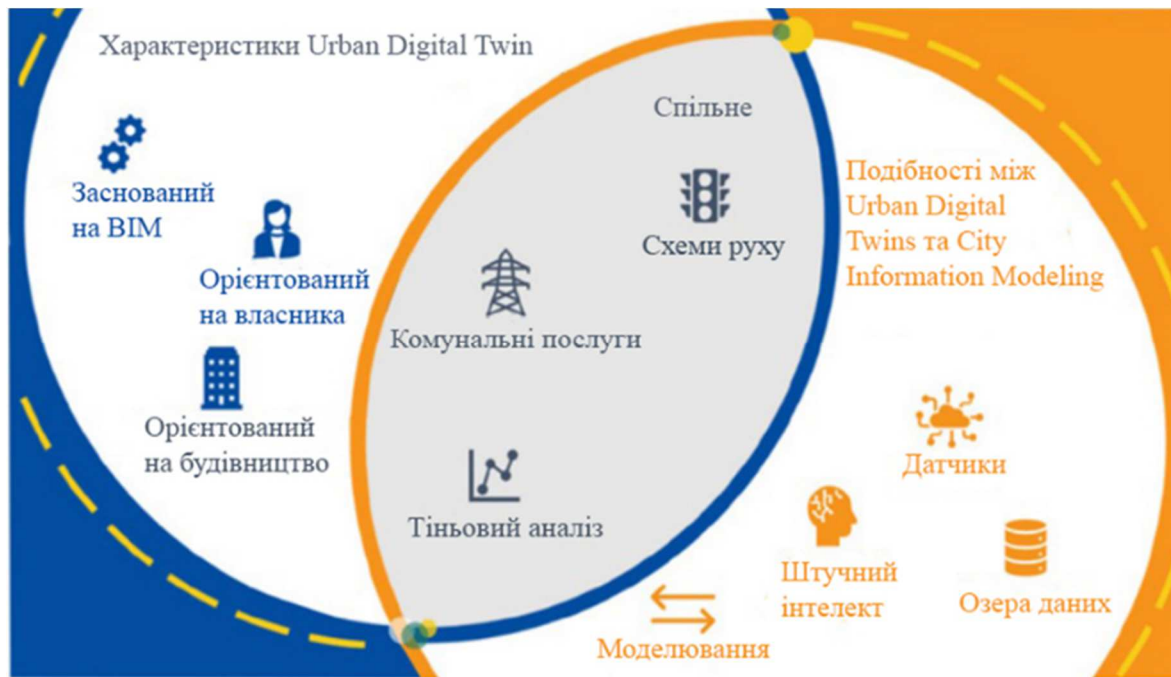 Характеристики Urban Digital Twin
Заснований
на BIM
Орієнтований
на власника
Орієнтований
на будівництво
Спільне
Схеми руху
Комунальні послуги
Тіньовий аналіз
Подібності між
Urban Digital
Twins та City
Information Modeling
Датчики
Штучний
інтелект
Озера даних
Моделювання